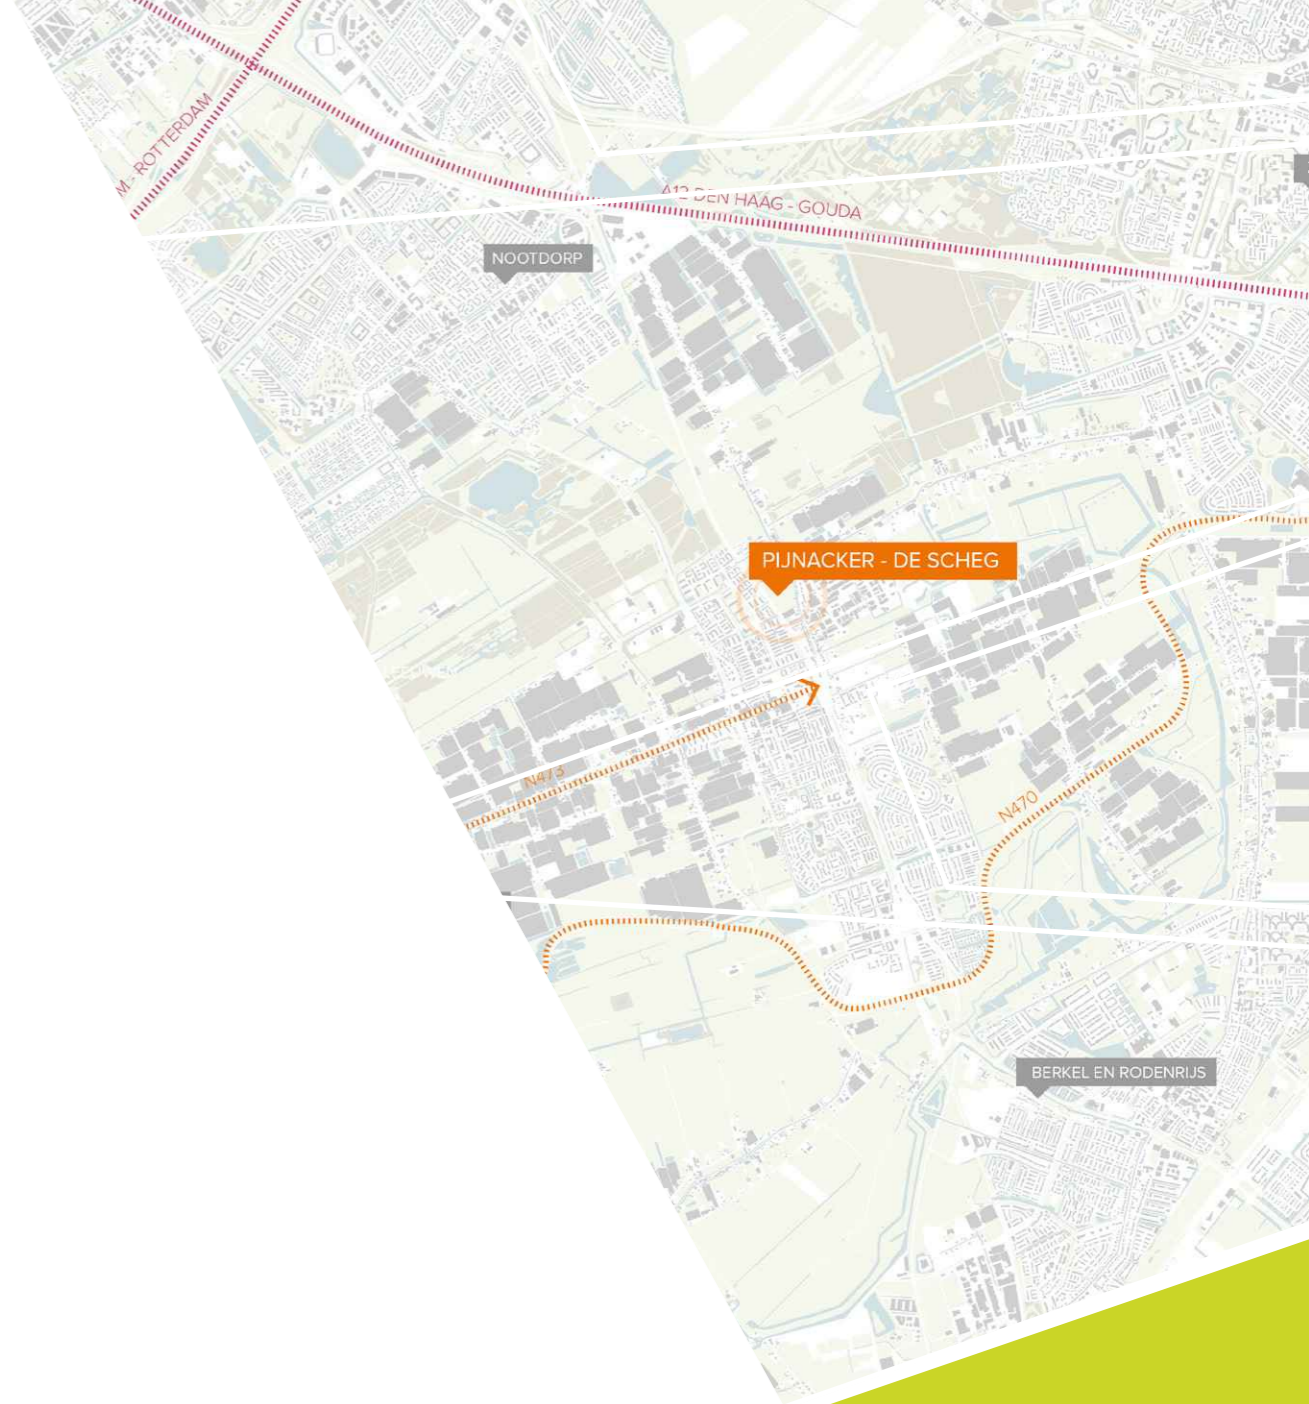 M - ROTTERDAM
A12 DEN HAAG - GOUDA
NOOTDORP
PIJNACKER - DE SCHEG
N473
N470
BERKEL EN RODENRIJS